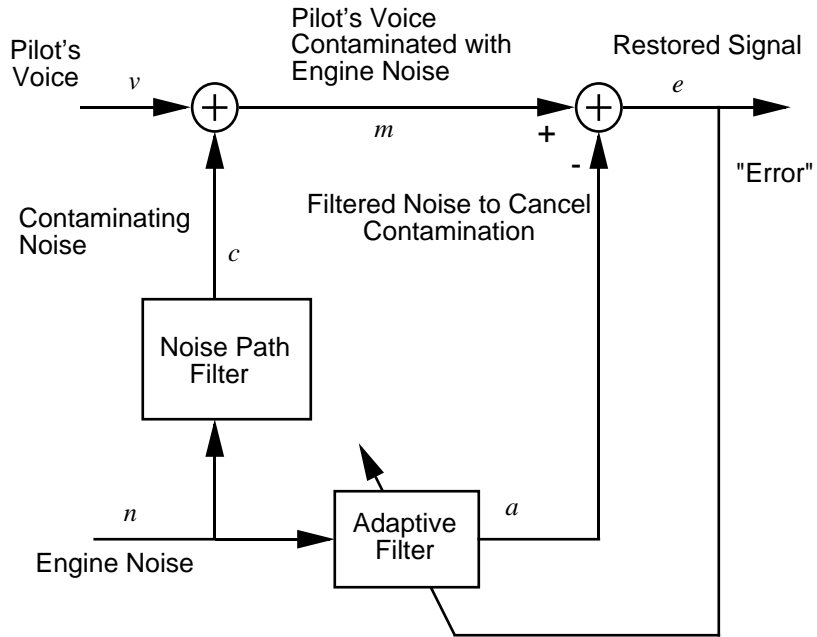 Pilot's Voice
Contaminated with
Engine Noise
Restored Signal
Pilot's
Voice
v
+
m
+
+
-
e
"Error"
Contaminating
Noise
c
Filtered Noise to Cancel
Contamination
Noise Path
Filter
n
Engine Noise
Adaptive
Filter
a